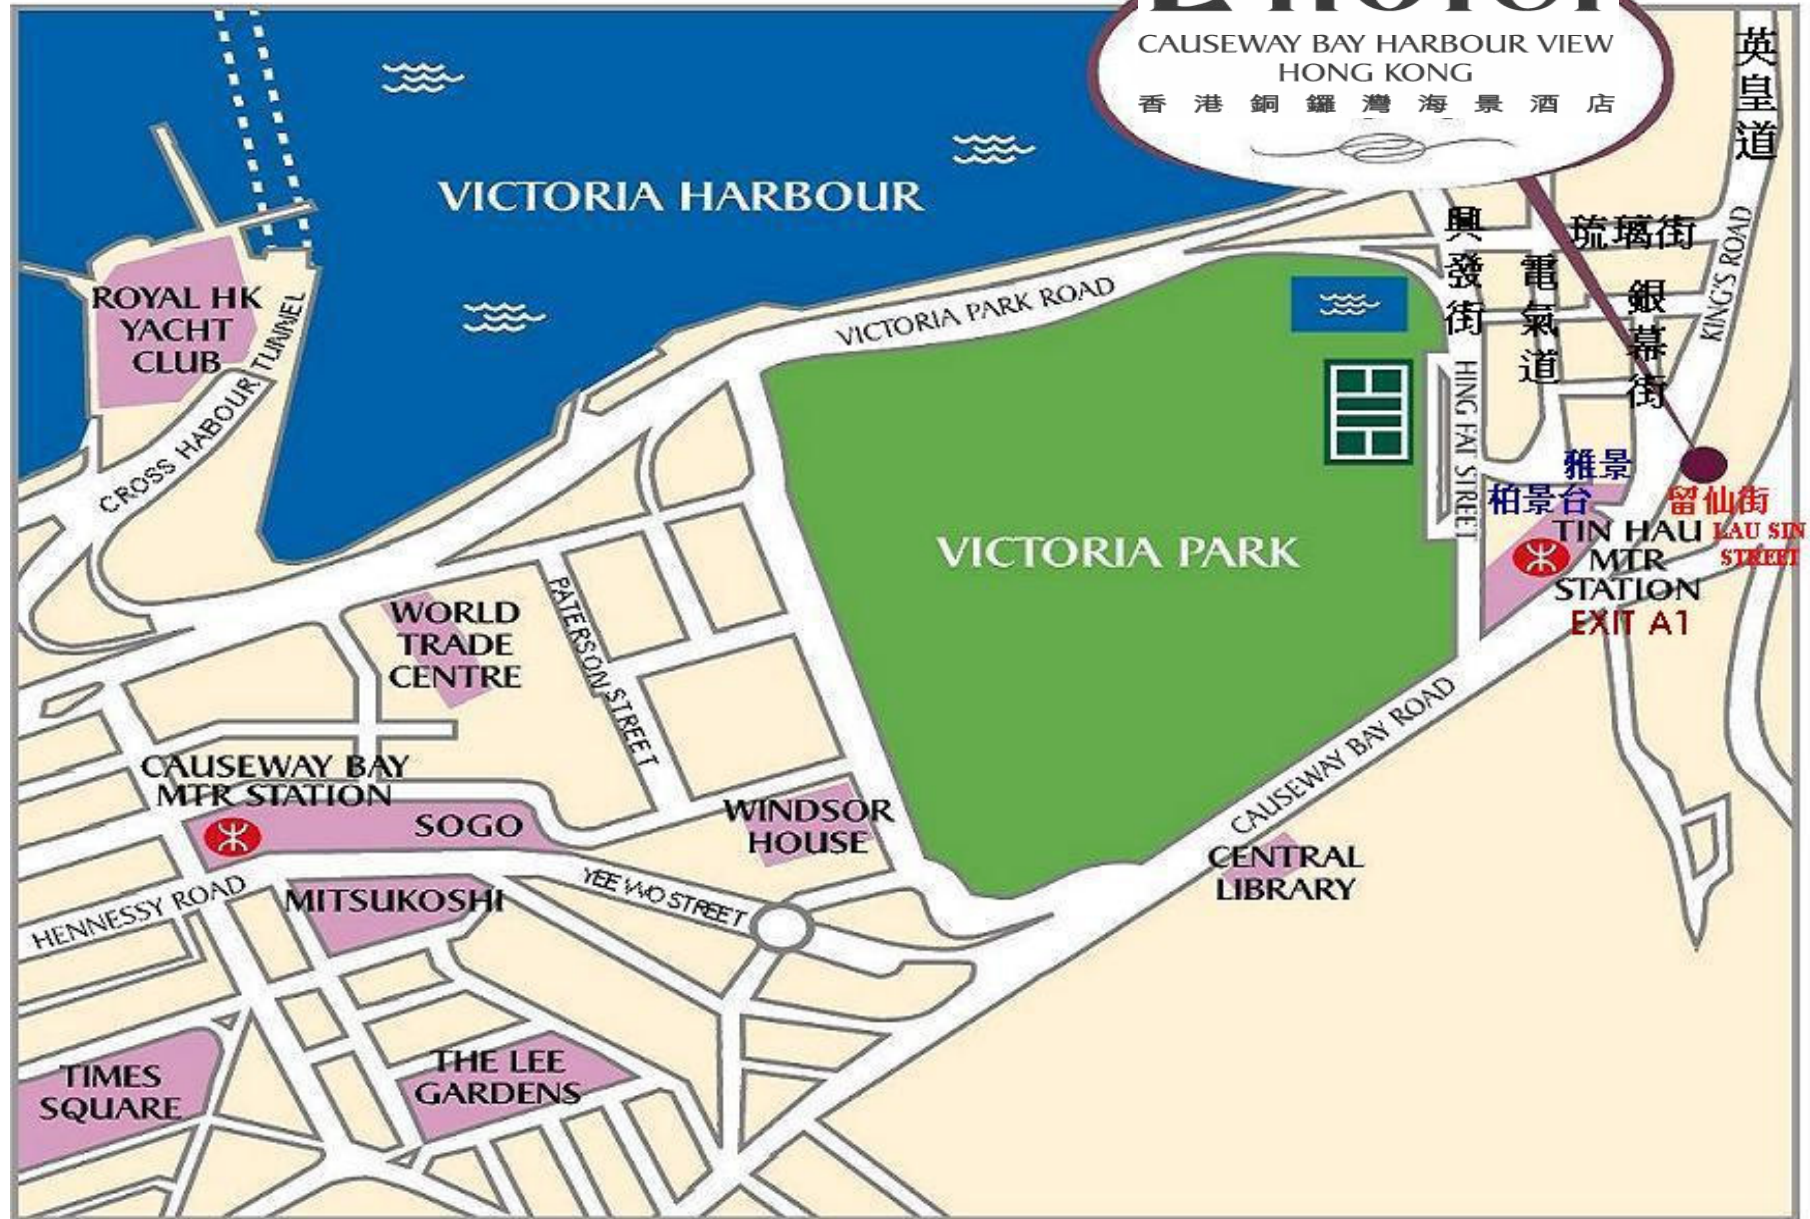 CAUSEWAY BAY HARBOUR VIEW
HONG KONG
香港銅鑼灣海景酒店
英皇道
VICTORIA HARBOUR
興發街
琉璃街
電氣道
銀幕街
KING'S ROAD
ROYAL HK
YACHT
CLUB
CROSS HABOUR TUNNEL
VICTORIA PARK ROAD
HING FAT STREET
雅景
柏景台
留仙街
LAU SIN
STREET
TIN HAU
MTR
STATION
EXIT A1
VICTORIA PARK
WORLD
TRADE
CENTRE
PATERSON STREET
CAUSEWAY BAY ROAD
CAUSEWAY BAY
MTR STATION
SOGO
WINDSOR
HOUSE
CENTRAL
LIBRARY
HENNESSY ROAD
MITSUKOSHI
YEE WO STREET
TIMES
SQUARE
THE LEE
GARDENS